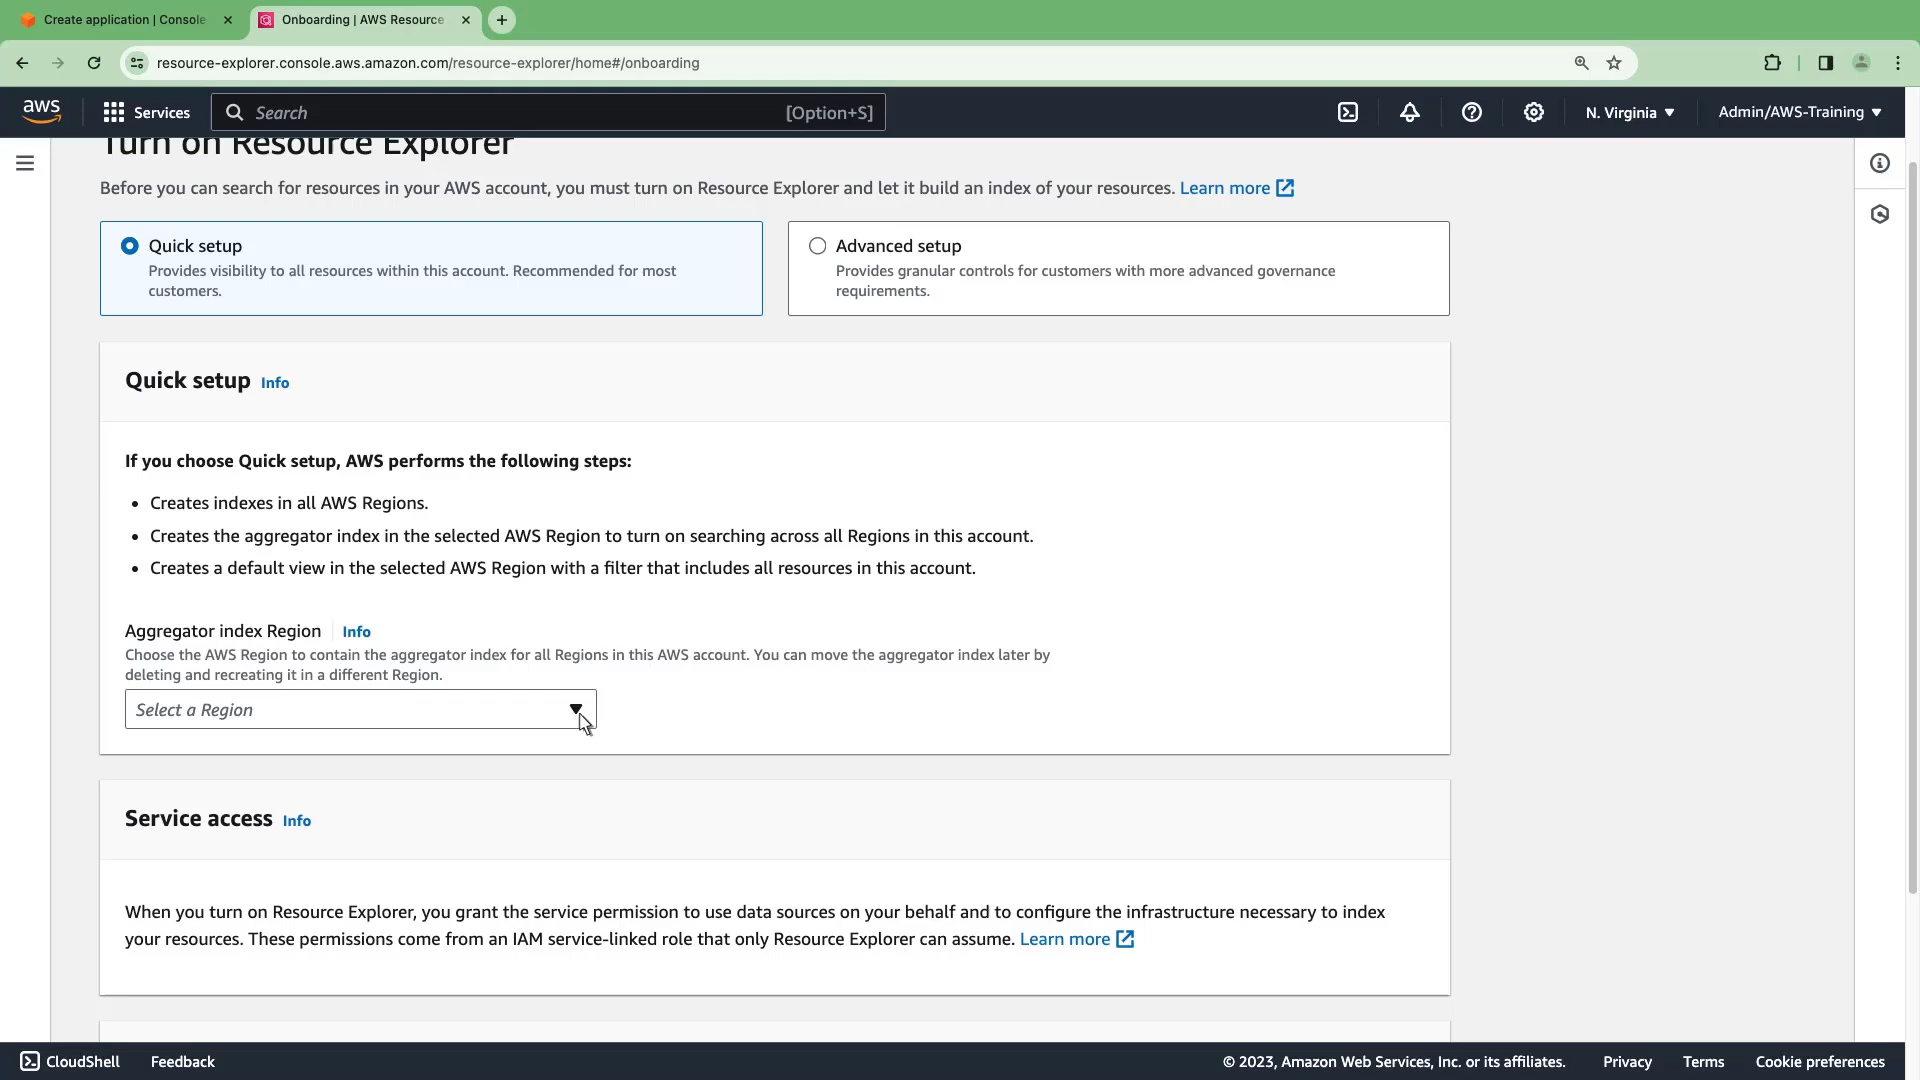 Create application | Console
Onboarding | AWS Resource
resource-explorer.console.aws.amazon.com/resource-explorer/home#/onboarding
aws
Services
Search
[Option+S]
N. Virginia
Admin/AWS-Training
Turn on Resource Explorer
Before you can search for resources in your AWS account, you must turn on Resource Explorer and let it build an index of your resources. Learn more
Quick setup
Provides visibility to all resources within this account. Recommended for most
customers.
Advanced setup
Provides granular controls for customers with more advanced governance
requirements.
Quick setup Info
If you choose Quick setup, AWS performs the following steps:
• Creates indexes in all AWS Regions.
• Creates the aggregator index in the selected AWS Region to turn on searching across all Regions in this account.
• Creates a default view in the selected AWS Region with a filter that includes all resources in this account.
Aggregator index Region Info
Choose the AWS Region to contain the aggregator index for all Regions in this AWS account. You can move the aggregator index later by
deleting and recreating it in a different Region.
Select a Region
Service access Info
When you turn on Resource Explorer, you grant the service permission to use data sources on your behalf and to configure the infrastructure necessary to index
your resources. These permissions come from an IAM service-linked role that only Resource Explorer can assume. Learn more
CloudShell
Feedback
© 2023, Amazon Web Services, Inc. or its affiliates.
Privacy
Terms
Cookie preferences